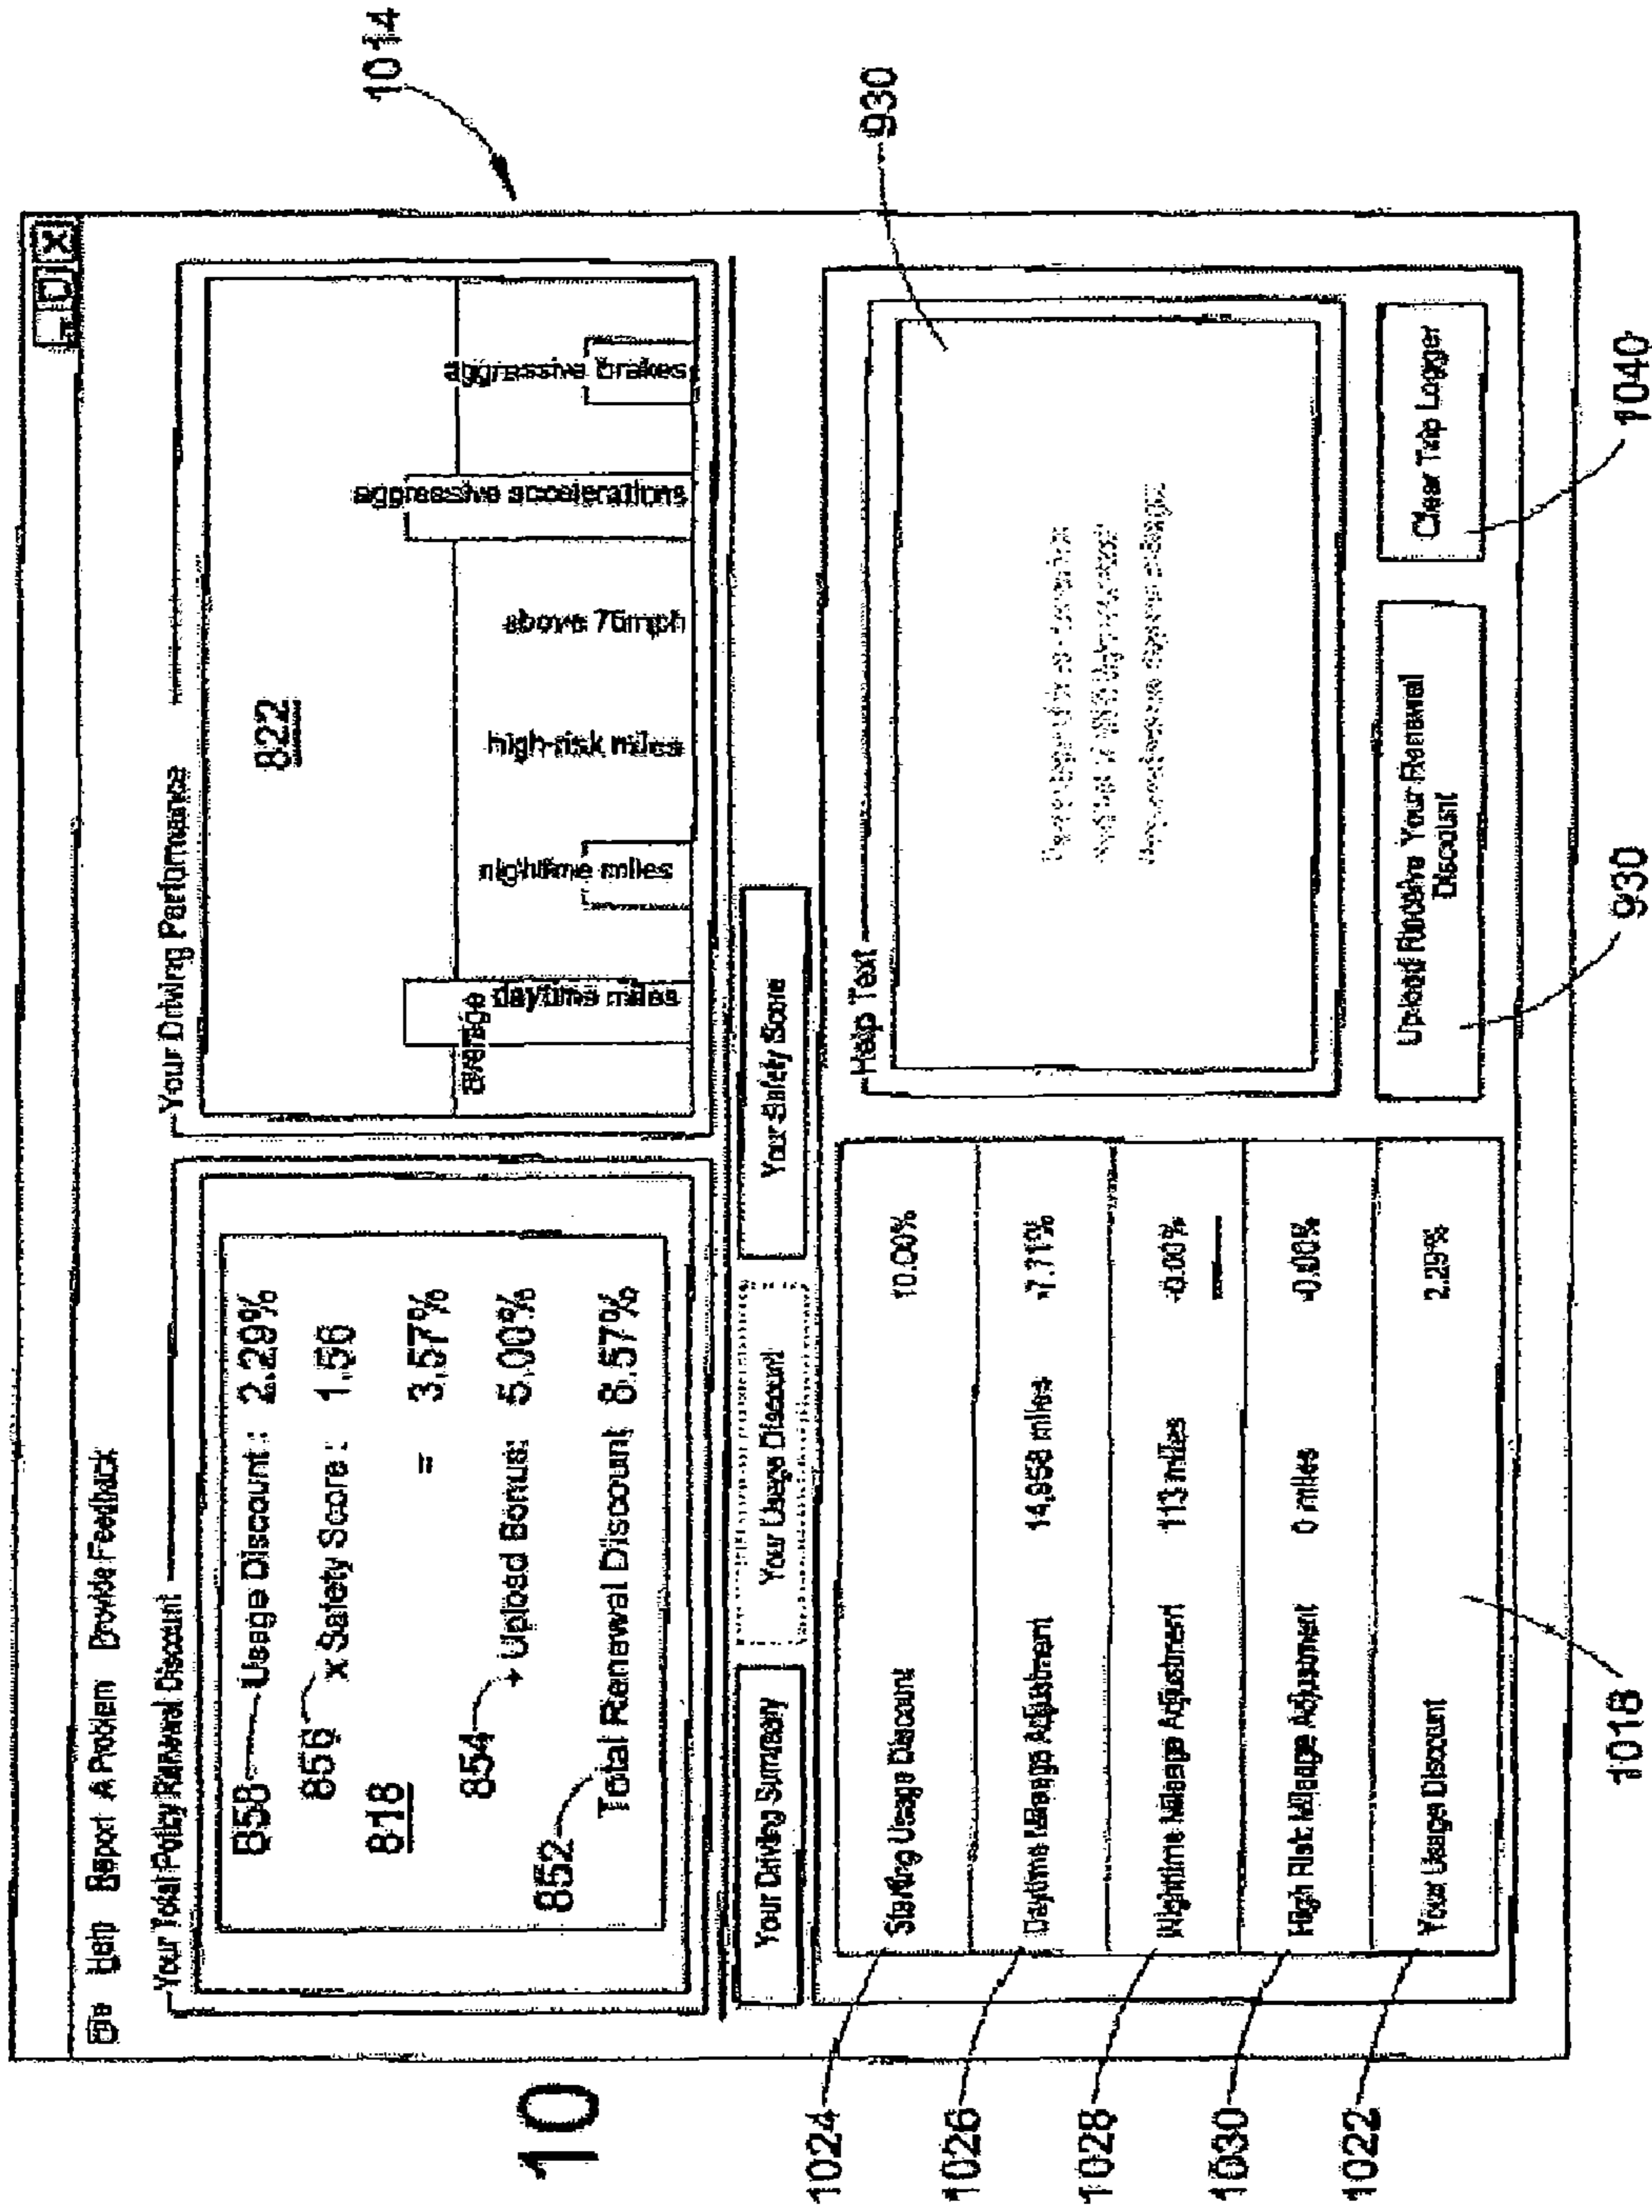 10
1014
File Help Report A Problem Provide Feedback
Your Total Policy Renewal Discount
858 Usage Discount : 2.29%
856 x Safety Score : 1.56
818 = 3.57%
854 + Upload Bonus: 5.00%
852 Total Renewal Discount: 8.57%
Your Driving Performance
822
average
daytime miles
nightime miles
high-risk miles
above 75mph
aggressive accelerations
aggressive brakes
Your Driving Summary
Your Usage Discount
Your Safety Score
1024 Starting Usage Discount 10.00%
1026 Daytime Mileage Adjustment 14,958 miles -7.71%
1028 Nightime Mileage Adjustment 113 miles -0.00%
1030 High Risk Mileage Adjustment 0 miles -0.00%
1022 Your Usage Discount 2.29%
1018
Help Text
930
Receive Your Renewal
Discount
930
Clear Trip Logger
1040